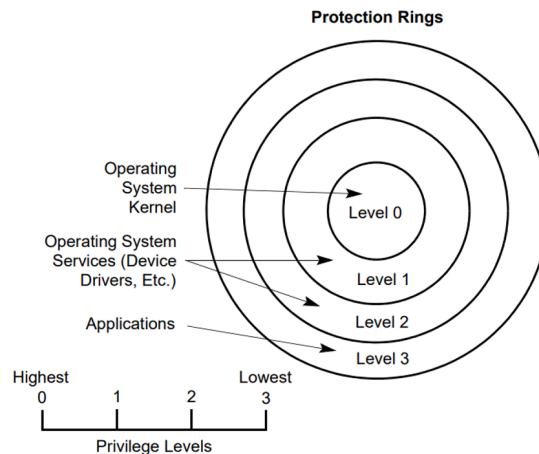 Protection Rings
Operating
System
Kernel
Level 0
Operating System
Services (Device
Drivers, Etc.)
Level 1
Level 2
Applications
Level 3
Highest Lowest
0 1 2 3
Privilege Levels